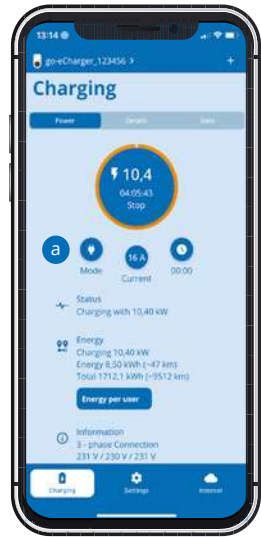 13:14
go-eCharger_123456 >
+
Charging
Power Details Data
10,4
04:05:43
Stop
a
16 A
Mode Current 00:00
Status
Charging with 10,40 kW
Energy
Charging 10,40 kW
Energy 8,50 kWh (~47 km)
Total 1712,1 kWh (~9512 km)
Energy per user
Information
3 - phase Connection
231 V / 230 V / 231 V
Charging Settings Internet